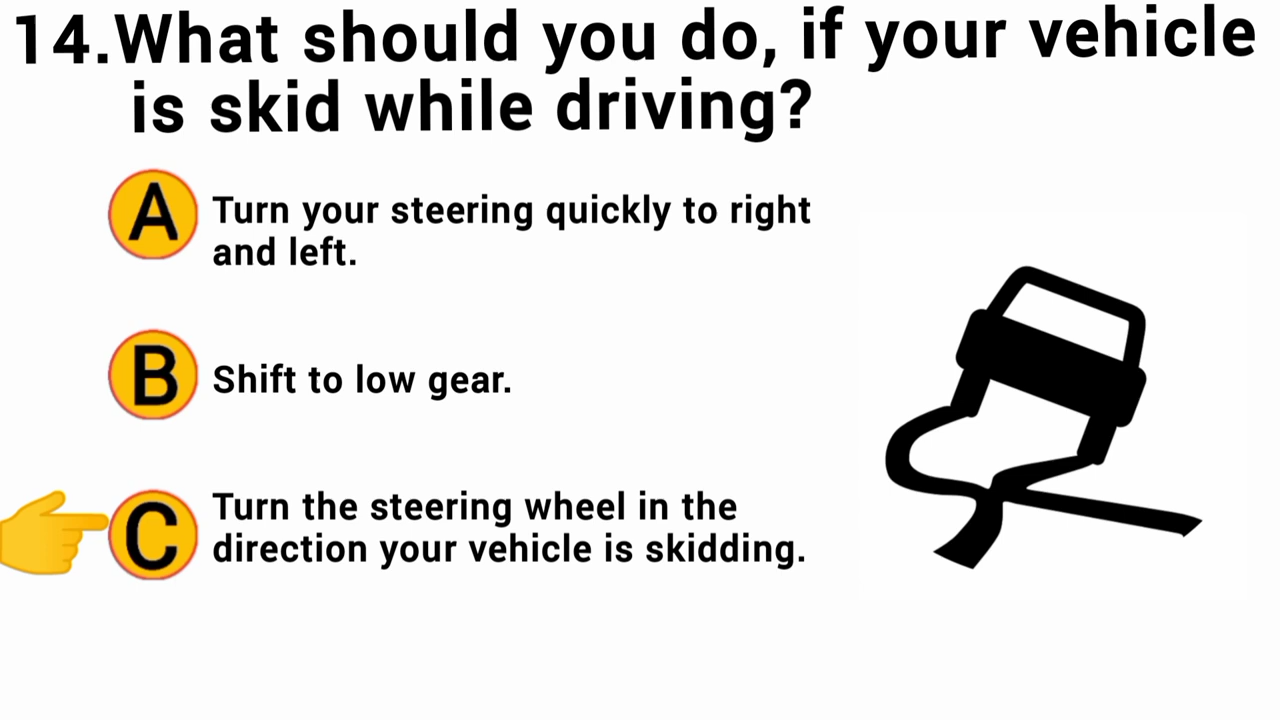 14.What should you do, if your vehicle
is skid while driving?
A
Turn your steering quickly to right
and left.
B
Shift to low gear.
C
Turn the steering wheel in the
direction your vehicle is skidding.